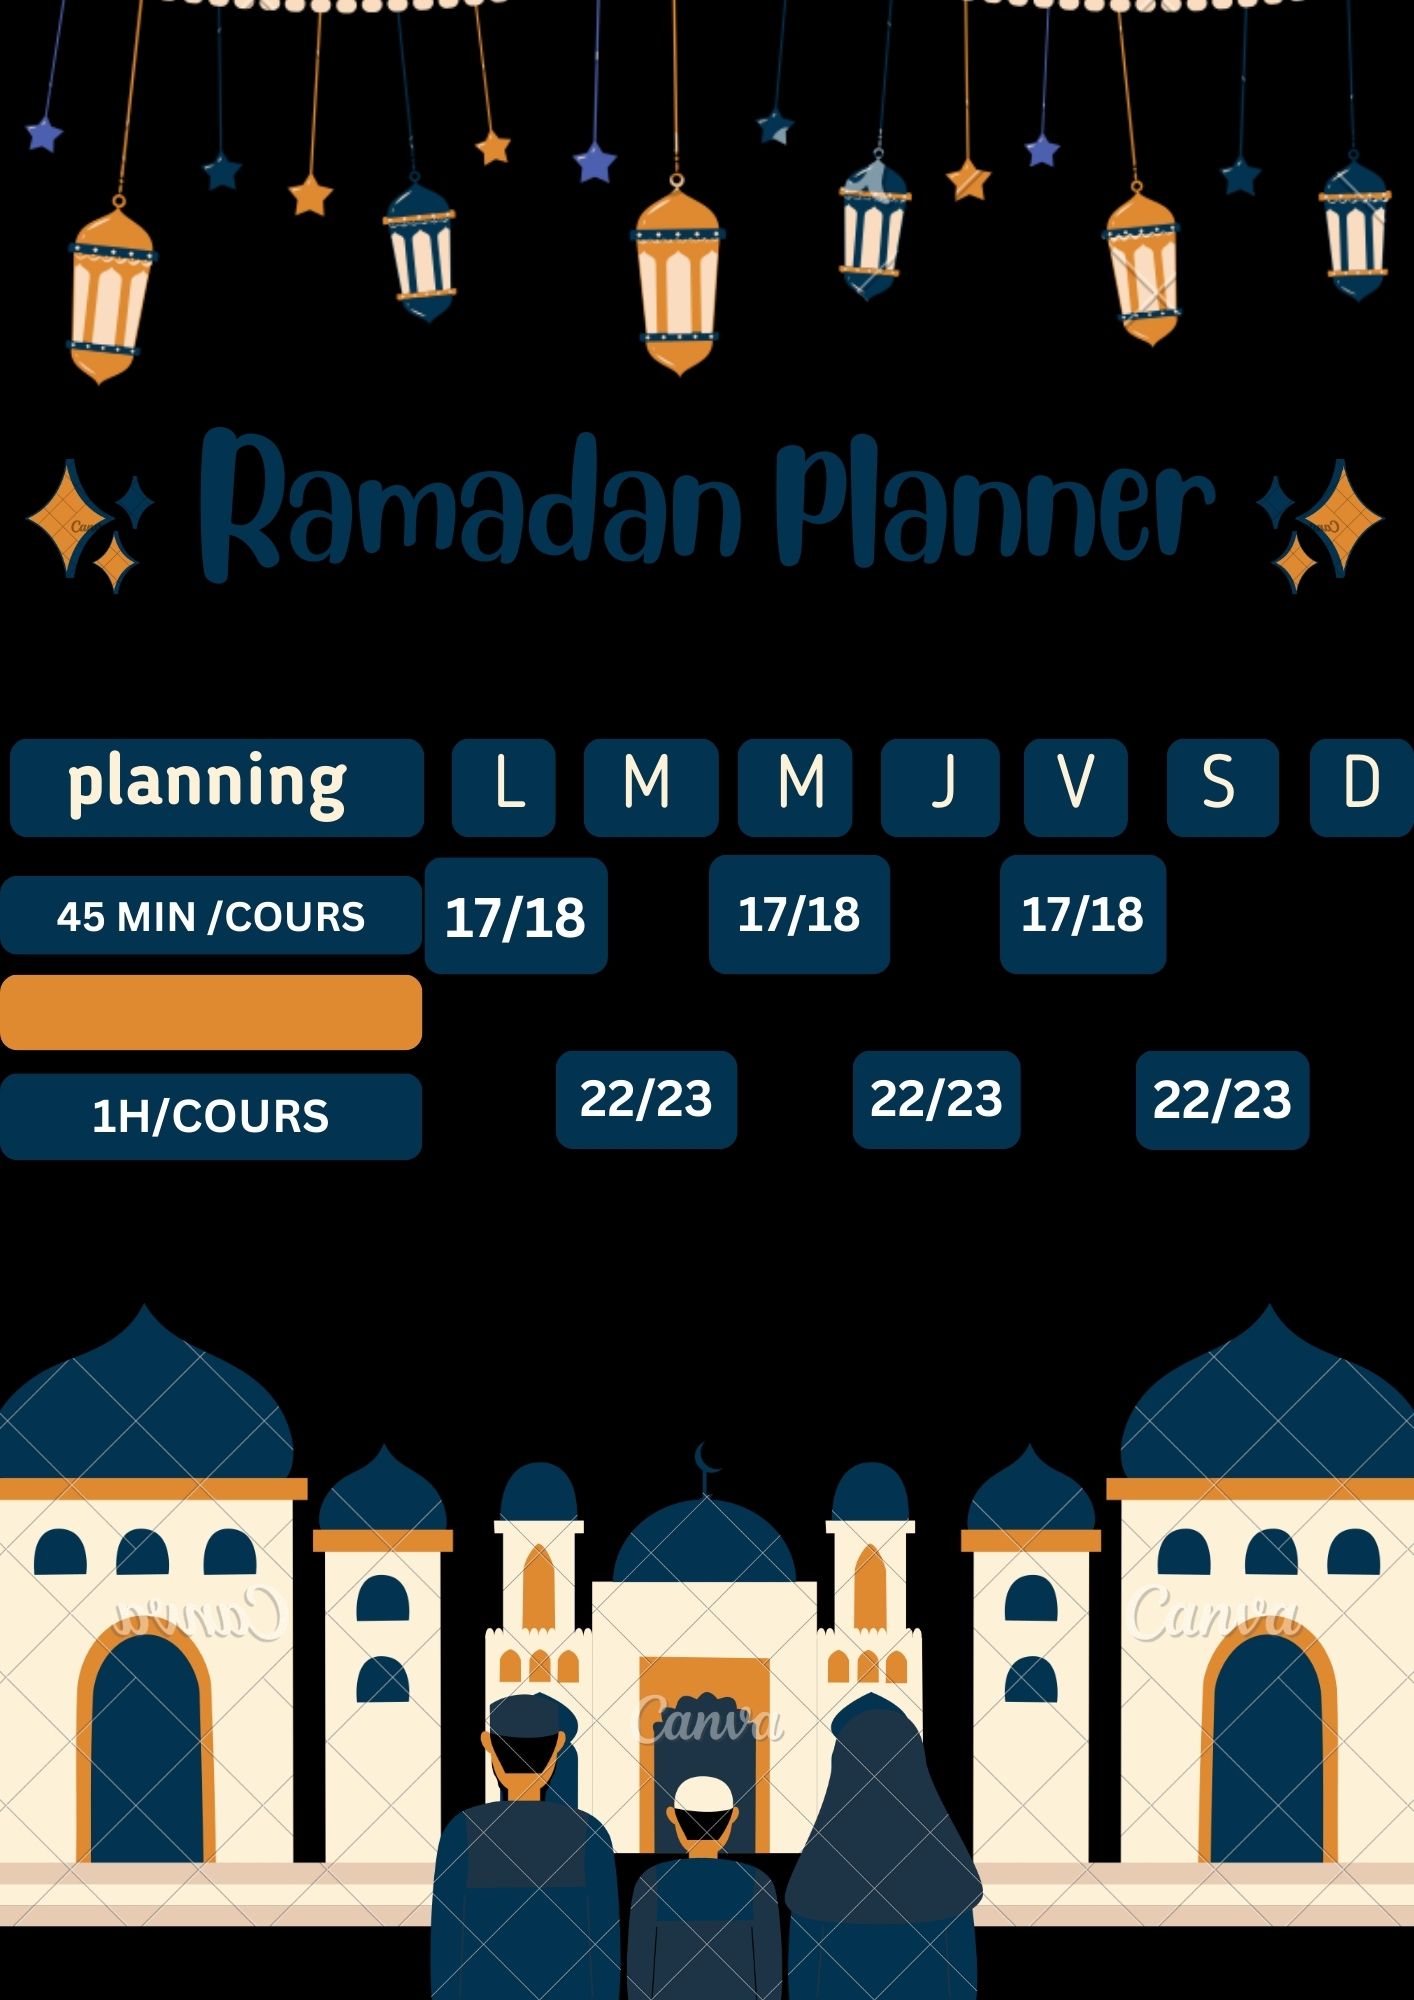 Ramadan Planner
planning L M M J V S D
45 MIN /COURS 17/18 17/18 17/18
1H/COURS 22/23 22/23 22/23
Canva Canva
Canva